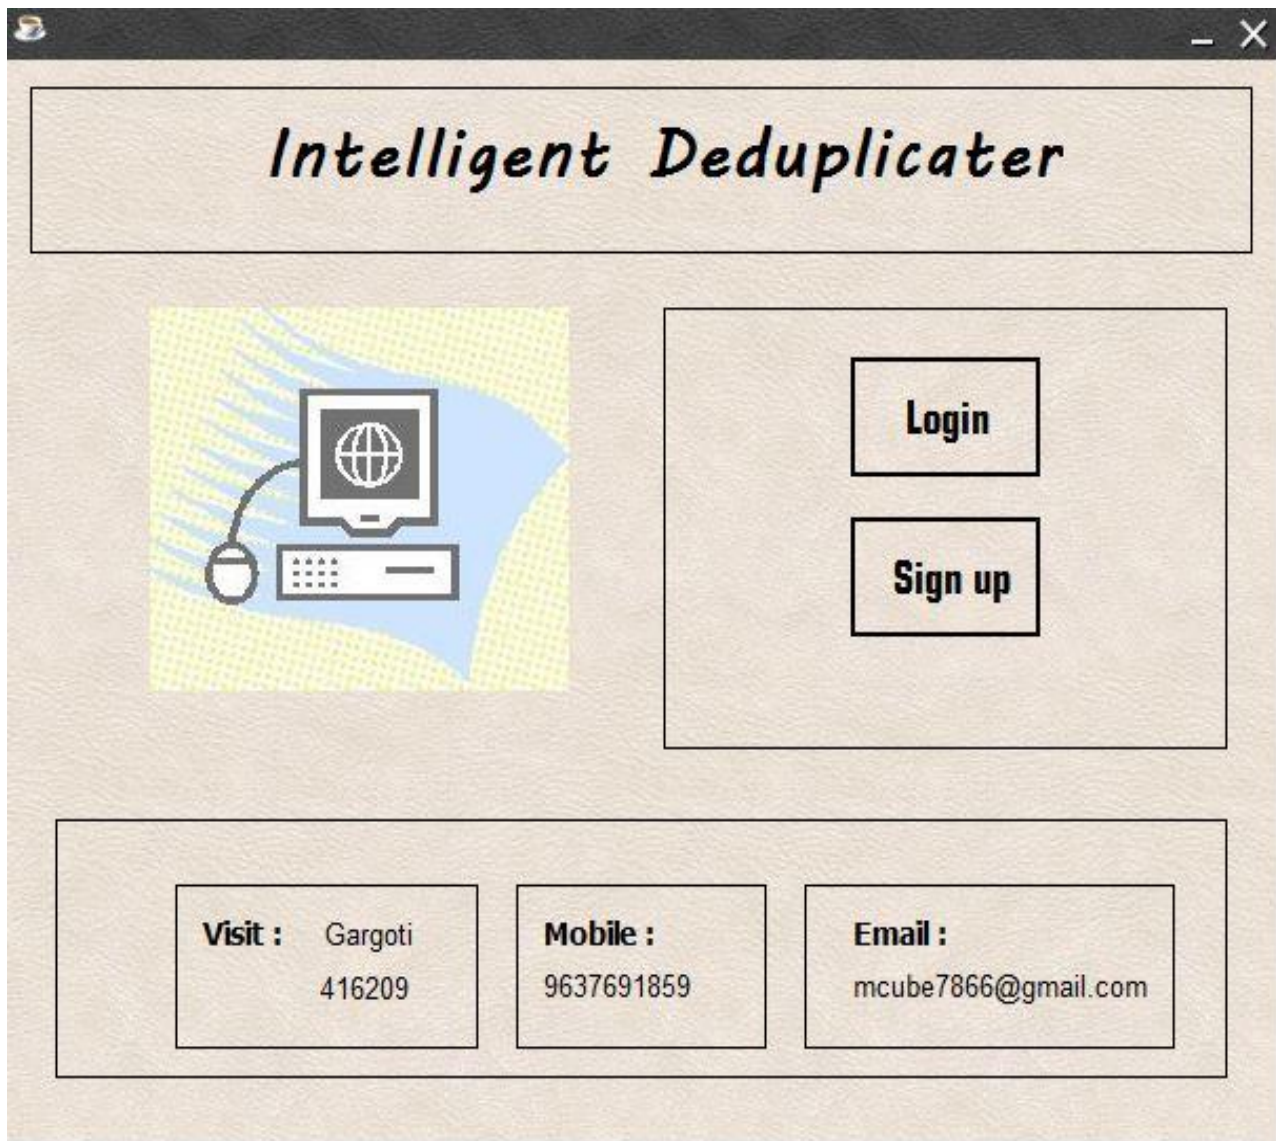 Intelligent Deduplicater
Login
Sign up
Visit : Gargoti
416209
Mobile :
9637691859
Email :
mcube7866@gmail.com